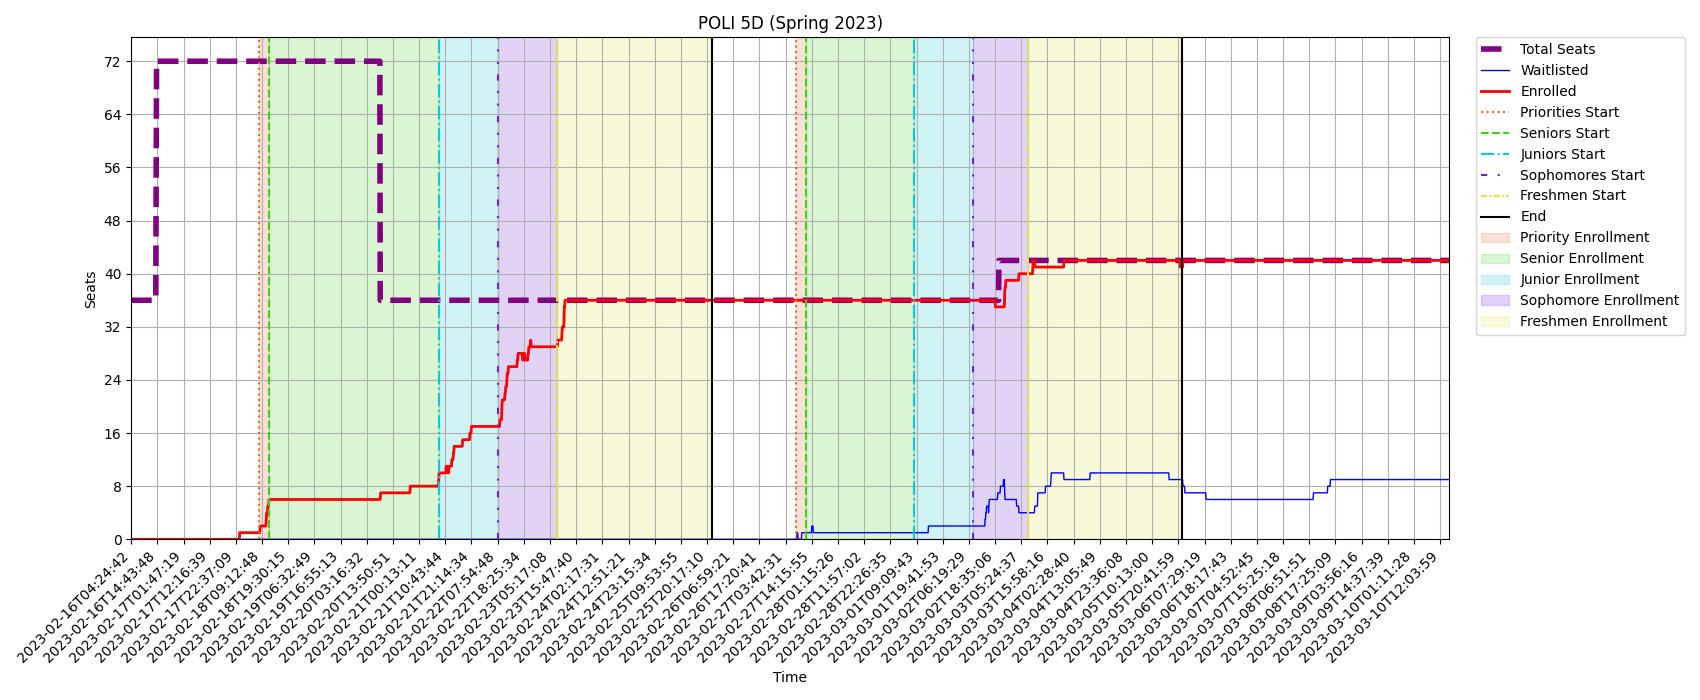 POLI 5D (Spring 2023)
Seats
72
64
56
48
40
32
24
16
8
0
2023-02-16T04:24:42
2023-02-16T14:43:48
2023-02-17T01:47:19
2023-02-17T12:16:39
2023-02-17T22:37:09
2023-02-18T09:12:48
2023-02-18T19:30:15
2023-02-19T06:32:49
2023-02-19T16:55:13
2023-02-20T03:16:32
2023-02-20T13:50:51
2023-02-21T00:13:11
2023-02-21T10:43:44
2023-02-21T21:14:34
2023-02-22T07:54:48
2023-02-22T18:25:34
2023-02-23T05:17:08
2023-02-23T15:47:40
2023-02-24T02:17:31
2023-02-24T12:51:21
2023-02-24T23:15:34
2023-02-25T09:53:55
2023-02-25T20:17:10
2023-02-26T06:59:21
2023-02-26T17:20:41
2023-02-27T03:42:31
2023-02-27T14:15:55
2023-02-28T01:15:26
2023-02-28T11:57:02
2023-02-28T22:26:35
2023-03-01T09:09:43
2023-03-01T19:41:53
2023-03-02T06:19:29
2023-03-02T18:35:06
2023-03-03T05:24:37
2023-03-03T15:58:16
2023-03-04T02:28:40
2023-03-04T13:05:49
2023-03-04T23:36:08
2023-03-05T10:13:00
2023-03-05T20:41:59
2023-03-06T07:29:19
2023-03-06T18:17:43
2023-03-07T04:52:45
2023-03-07T15:25:18
2023-03-08T06:51:51
2023-03-08T17:25:09
2023-03-09T03:56:16
2023-03-09T14:37:39
2023-03-10T01:11:28
2023-03-10T12:03:59
Time
Total Seats
Waitlisted
Enrolled
Priorities Start
Seniors Start
Juniors Start
Sophomores Start
Freshmen Start
End
Priority Enrollment
Senior Enrollment
Junior Enrollment
Sophomore Enrollment
Freshmen Enrollment